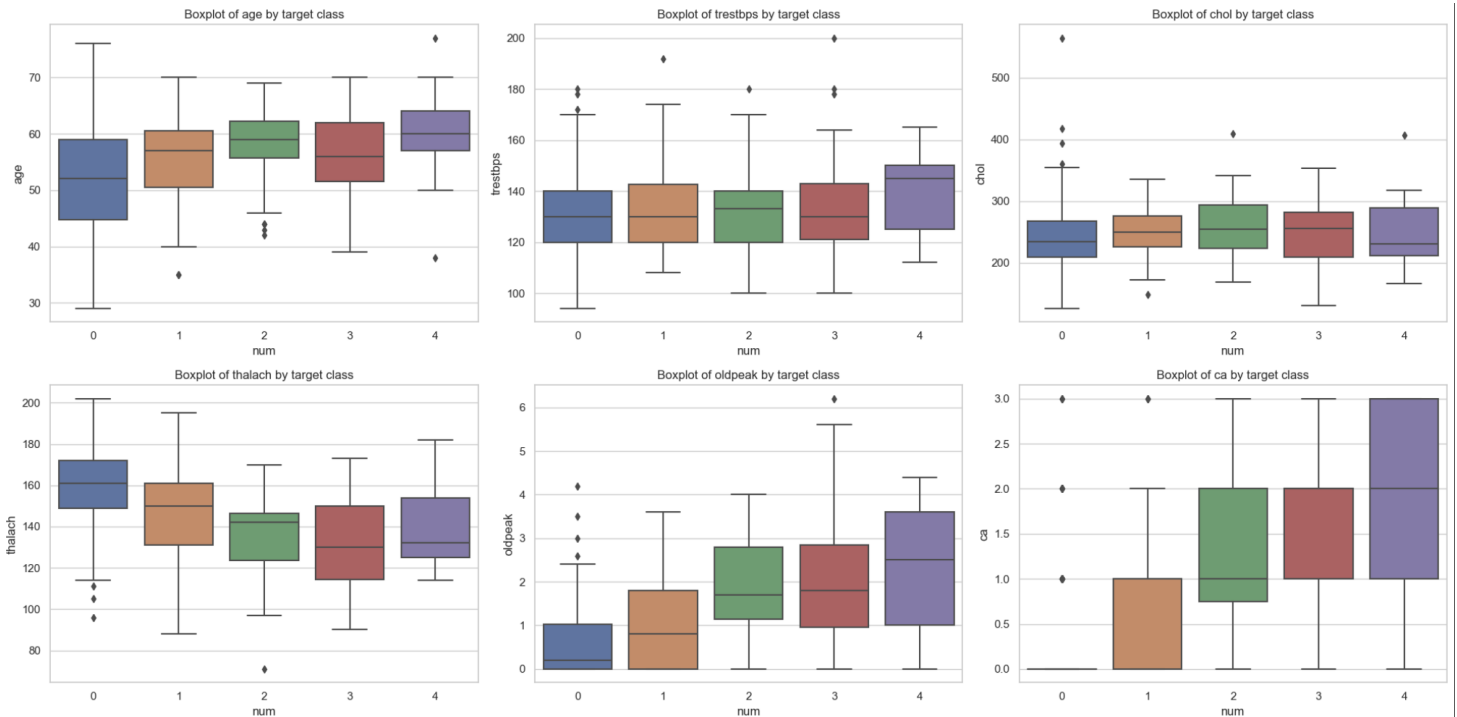 Boxplot of age by target class
age
70
60
50
40
30
0 1 2 3 4
num
Boxplot of trestbps by target class
trestbps
200
180
160
140
120
100
0 1 2 3 4
num
Boxplot of chol by target class
chol
500
400
300
200
0 1 2 3 4
num
Boxplot of thalach by target class
thalach
200
180
160
140
120
100
80
0 1 2 3 4
num
Boxplot of oldpeak by target class
oldpeak
6
5
4
3
2
1
0
0 1 2 3 4
num
Boxplot of ca by target class
ca
3.0
2.5
2.0
1.5
1.0
0.5
0.0
0 1 2 3 4
num